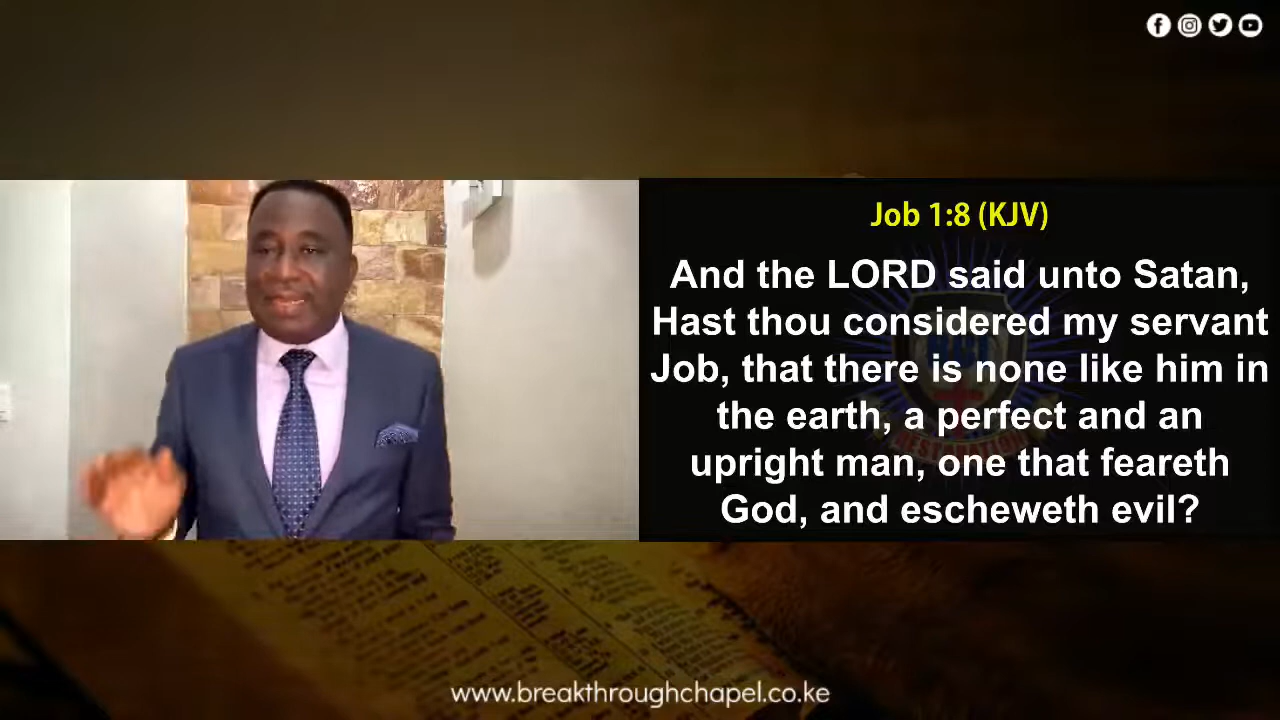 Job 1:8 (KJV)
And the LORD said unto Satan,
Hast thou considered my servant
Job, that there is none like him in
the earth, a perfect and an
upright man, one that feareth
God, and escheweth evil?
www.breakthroughchapel.co.ke